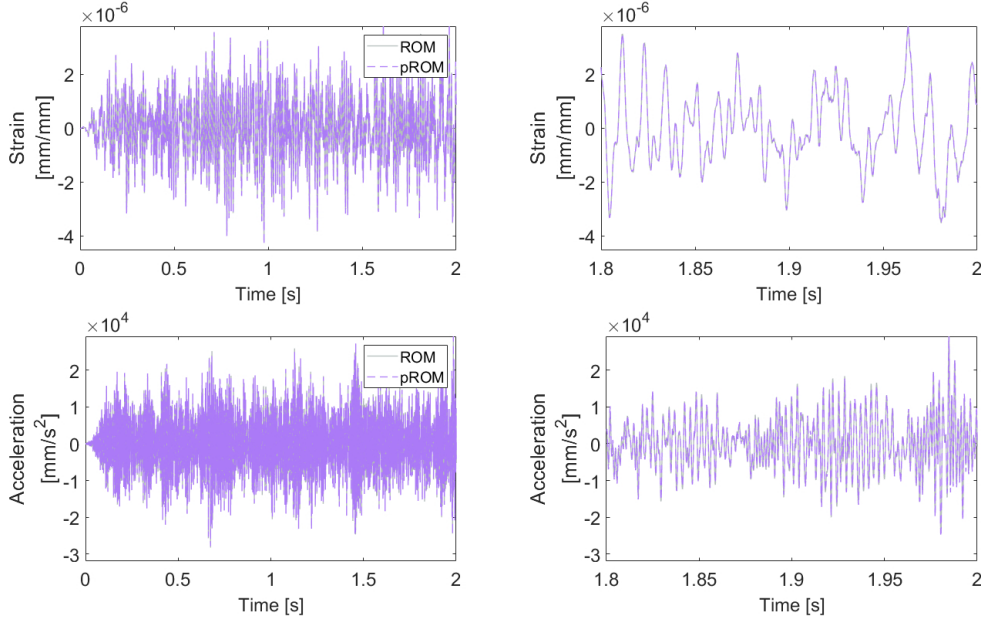 ×10^-6
2
0
-2
-4
Strain
[mm/mm]
ROM
pROM
0
0.5
1
1.5
2
Time [s]
×10^-6
2
0
-2
-4
Strain
[mm/mm]
1.8
1.85
1.9
1.95
2
Time [s]
×10^4
2
1
0
-1
-2
-3
Acceleration
[mm/s^2]
ROM
pROM
0
0.5
1
1.5
2
Time [s]
×10^4
2
1
0
-1
-2
-3
Acceleration
[mm/s^2]
1.8
1.85
1.9
1.95
2
Time [s]